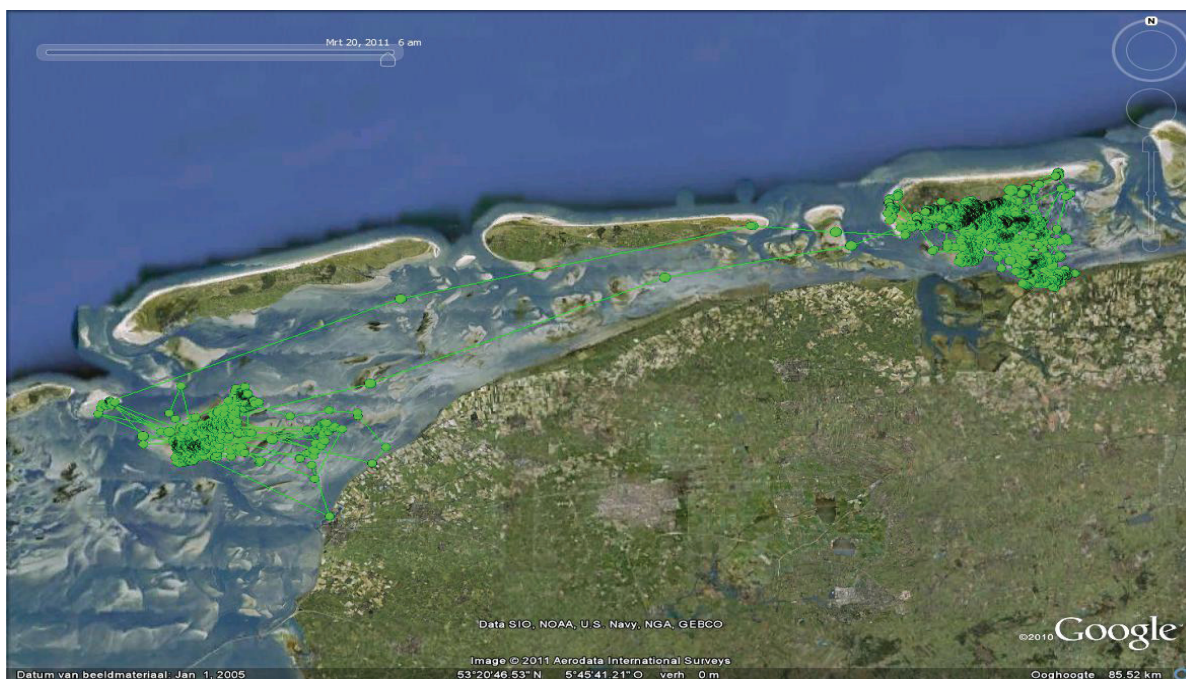 N
Mrt 20, 2011 6 am
Data SIO, NOAA, U.S. Navy, NGA, GEBCO
©2010 Google
Image © 2011 Aerodata International Surveys
Datum van beeldmateriaal: Jan 1, 2005 53°20'46.53" N 5°45'41.21" O verh 0 m Ooghoogte 85.52 km